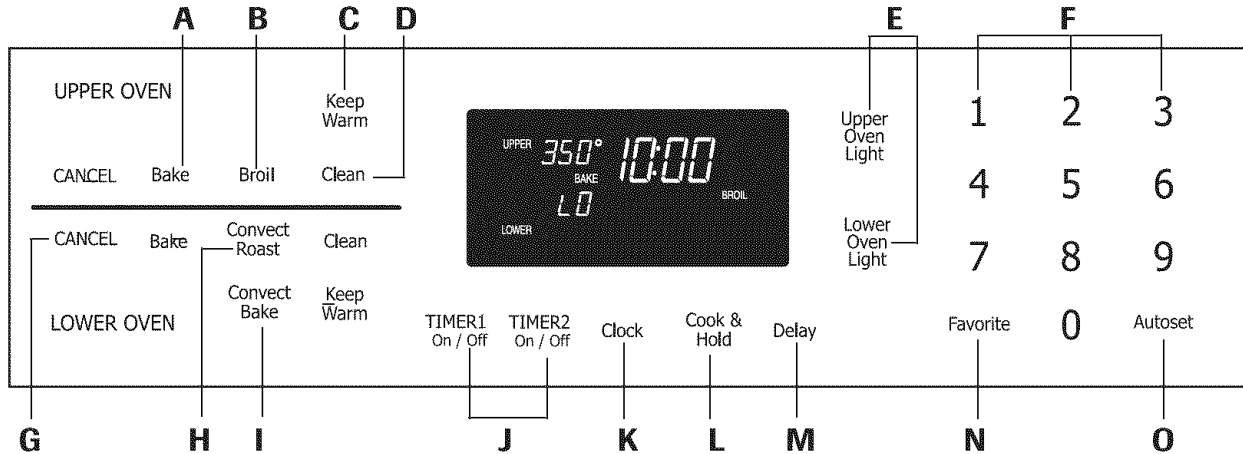 A B C D E F
UPPER OVEN
Keep
Warm
CANCEL Bake Broil Clean
CANCEL Bake Convect
Roast Clean
Convect
Bake Keep
Warm
LOWER OVEN
UPPER 350° 10:00
BAKE
BROIL
LO
LOWER
TIMER1
On / Off
TIMER2
On / Off
Clock
Cook &
Hold
Delay
Upper
Oven
Light
Lower
Oven
Light
1 2 3
4 5 6
7 8 9
Favorite 0 Autoset
G H I J K L M N O